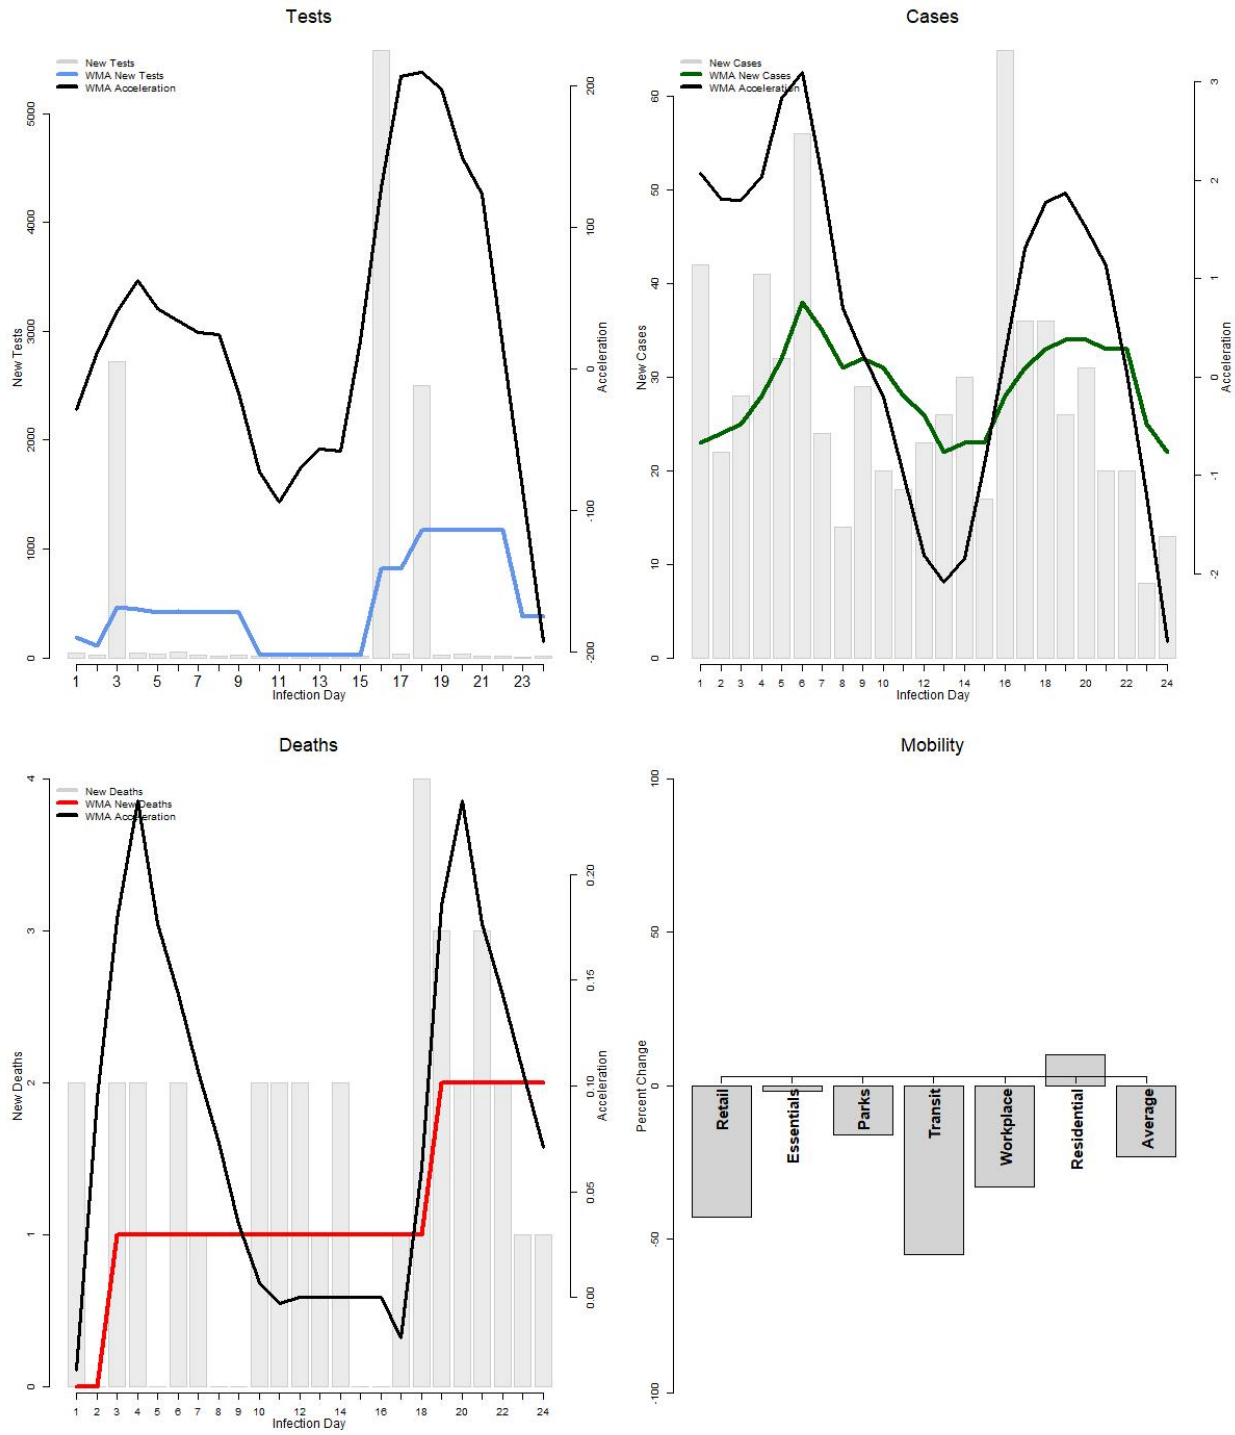 Tests
New Tests
WMA New Tests
WMA Acceleration
New Tests
0
1000
2000
3000
4000
5000
Acceleration
-200
-100
0
100
200
1 3 5 7 9 11 13 15 17 19 21 23
Infection Day
Cases
New Cases
WMA New Cases
WMA Acceleration
New Cases
0
10
20
30
40
50
60
Acceleration
-2
-1
0
1
2
3
1 2 3 4 5 6 7 8 9 10 12 14 16 18 20 22 24
Infection Day
Deaths
New Deaths
WMA New Deaths
WMA Acceleration
New Deaths
0
1
2
3
4
Acceleration
0.00
0.05
0.10
0.15
0.20
1 2 3 4 5 6 7 8 9 10 12 14 16 18 20 22 24
Infection Day
Mobility
Percent Change
-100
-50
0
50
100
Retail
Essentials
Parks
Transit
Workplace
Residential
Average